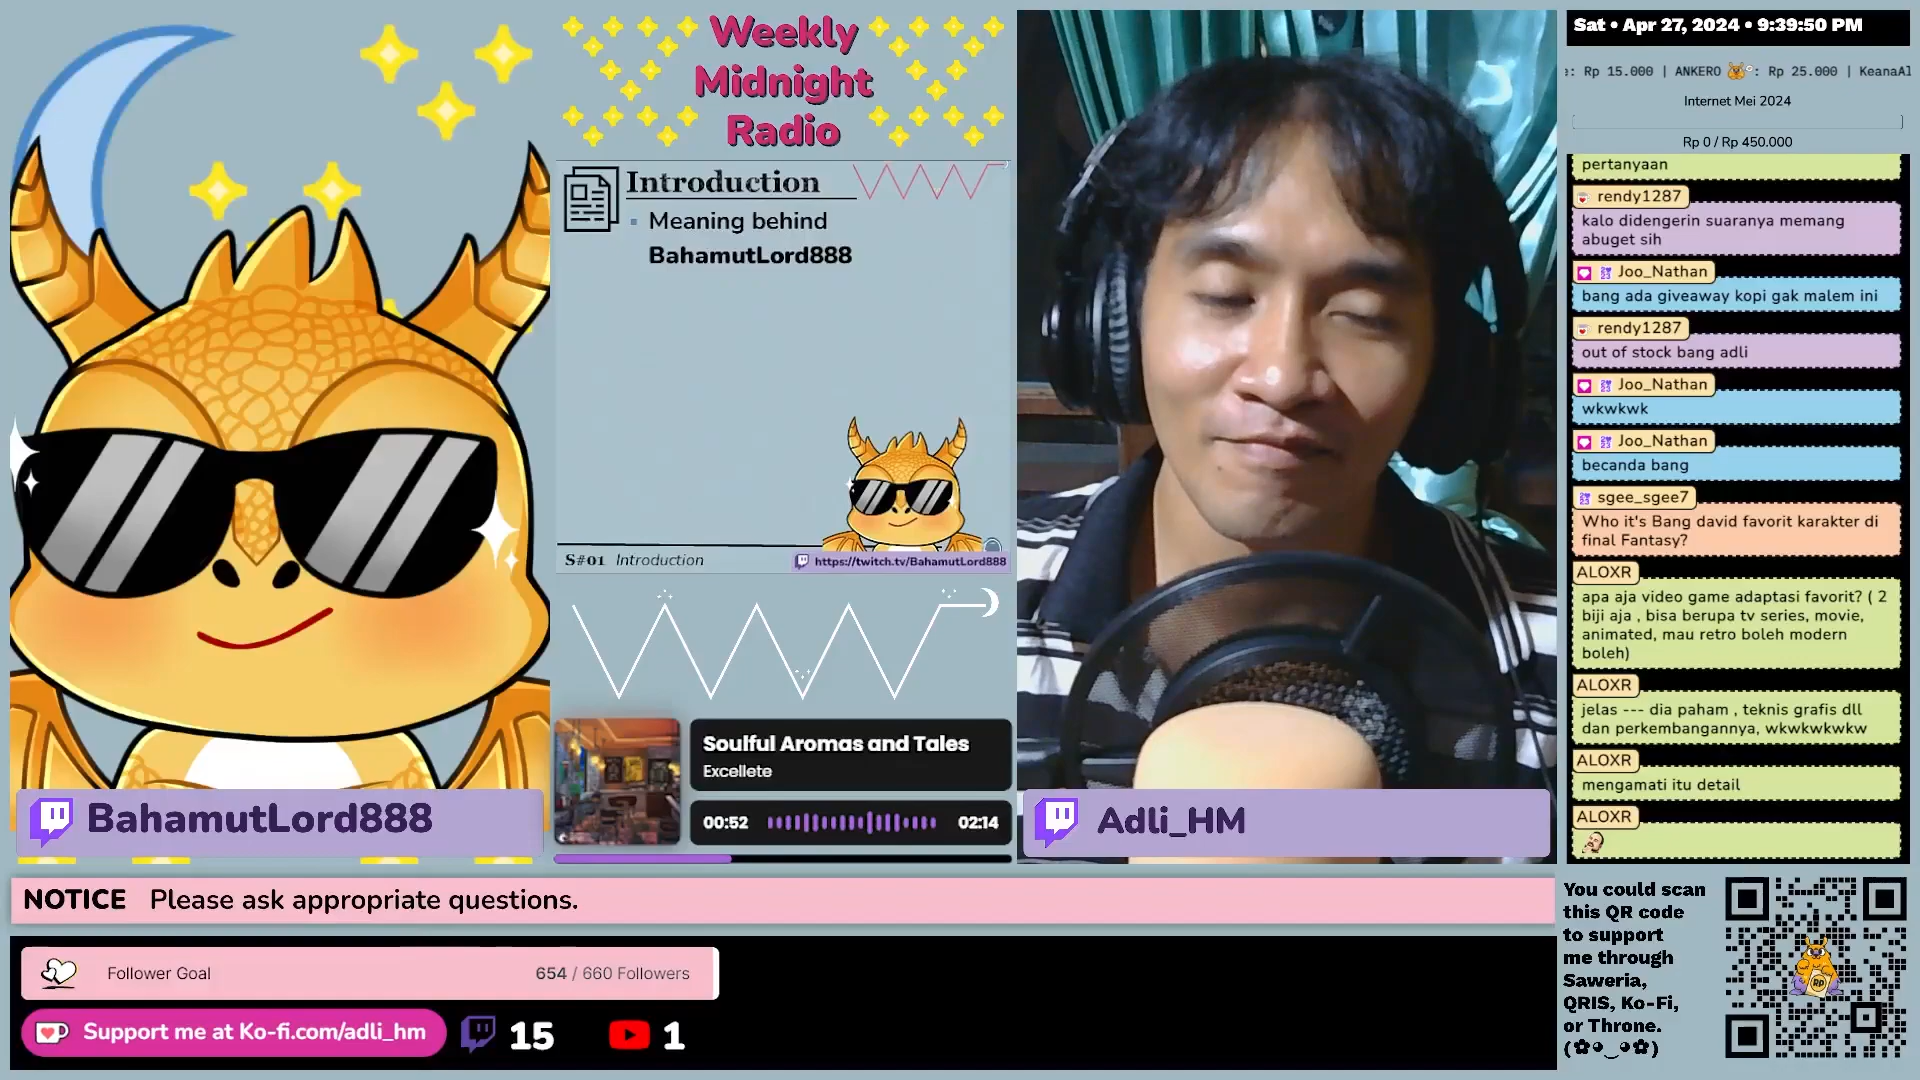 Weekly
Midnight
Radio
Introduction
Meaning behind
BahamutLord888
S#01 Introduction
https://twitch.tv/BahamutLord888
Soulful Aromas and Tales
Excellete
00:52
02:14
BahamutLord888
Adli_HM
Sat • Apr 27, 2024 • 9:39:50 PM
: Rp 15.000 | ANKERO : Rp 25.000 | KeanaAl
Internet Mei 2024
Rp 0 / Rp 450.000
pertanyaan
rendy1287
kalo didengerin suaranya memang
abuget sih
Joo_Nathan
bang ada giveaway kopi gak malem ini
rendy1287
out of stock bang adli
Joo_Nathan
wkwkwk
Joo_Nathan
becanda bang
sgee_sgee7
Who it's Bang david favorit karakter di
final Fantasy?
ALOXR
apa aja video game adaptasi favorit? ( 2
biji aja , bisa berupa tv series, movie,
animated, mau retro boleh modern
boleh)
ALOXR
jelas --- dia paham , teknis grafis dll
dan perkembangannya, wkwkwkwkw
ALOXR
mengamati itu detail
ALOXR
NOTICE Please ask appropriate questions.
Follower Goal
654 / 660 Followers
Support me at Ko-fi.com/adli_hm
15
1
You could scan
this QR code
to support
me through
Saweria,
QRIS, Ko-Fi,
or Throne.
(✿◕‿◕✿)
RP